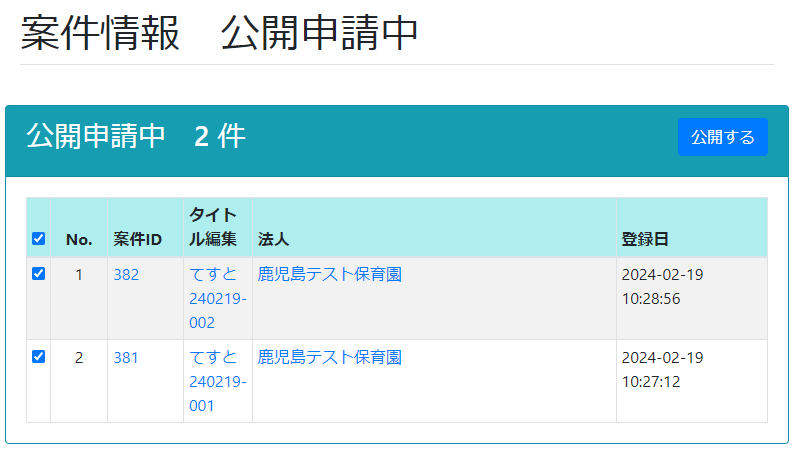 案件情報　公開申請中
公開申請中　2 件
公開する
No. 案件ID タイトル編集 法人 登録日
1 382 てすと240219-002 鹿児島テスト保育園 2024-02-19 10:28:56
2 381 てすと240219-001 鹿児島テスト保育園 2024-02-19 10:27:12